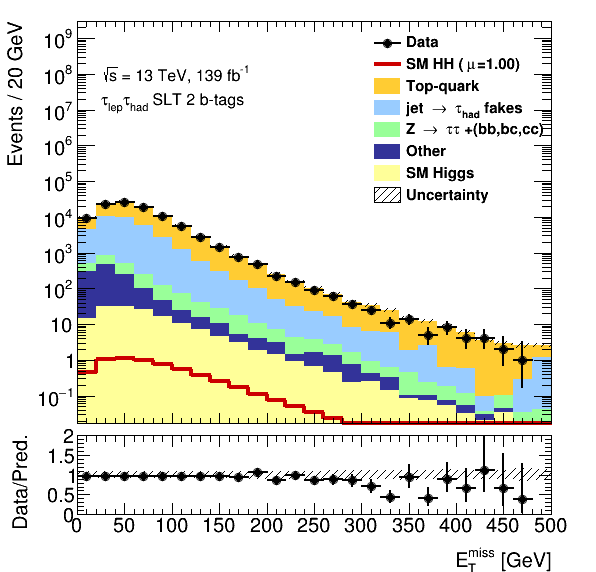 Events / 20 GeV
10⁹
10⁸
10⁷
10⁶
10⁵
10⁴
10³
10²
10
1
10⁻¹
√s = 13 TeV, 139 fb⁻¹
τlepτhad SLT 2 b-tags
Data
SM HH ( μ=1.00)
Top-quark
jet → τhad fakes
Z → ττ +(bb,bc,cc)
Other
SM Higgs
Uncertainty
Data/Pred.
2
1.5
1
0.5
0
0 50 100 150 200 250 300 350 400 450 500
E_T^miss [GeV]